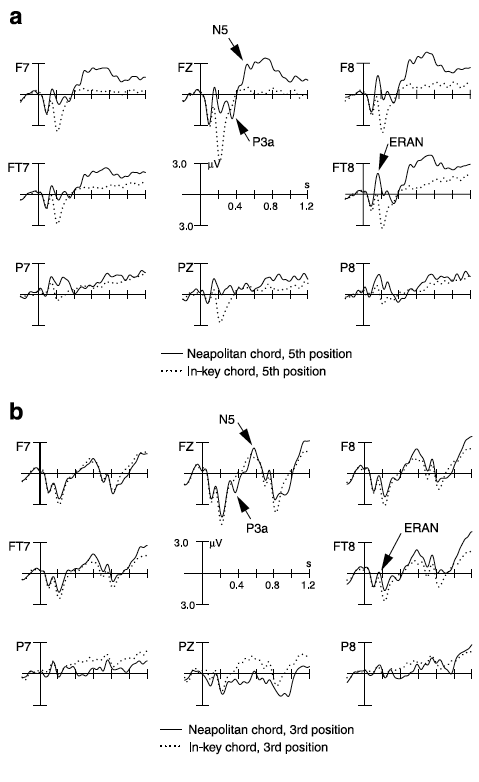 a
N5
F7
FZ
F8
P3a
ERAN
FT7
3.0
µV
s
0.4 0.8 1.2
3.0
FT8
P7
PZ
P8
Neapolitan chord, 5th position
In-key chord, 5th position
b
N5
F7
FZ
F8
P3a
ERAN
FT7
3.0
µV
s
0.4 0.8 1.2
3.0
FT8
P7
PZ
P8
Neapolitan chord, 3rd position
In-key chord, 3rd position